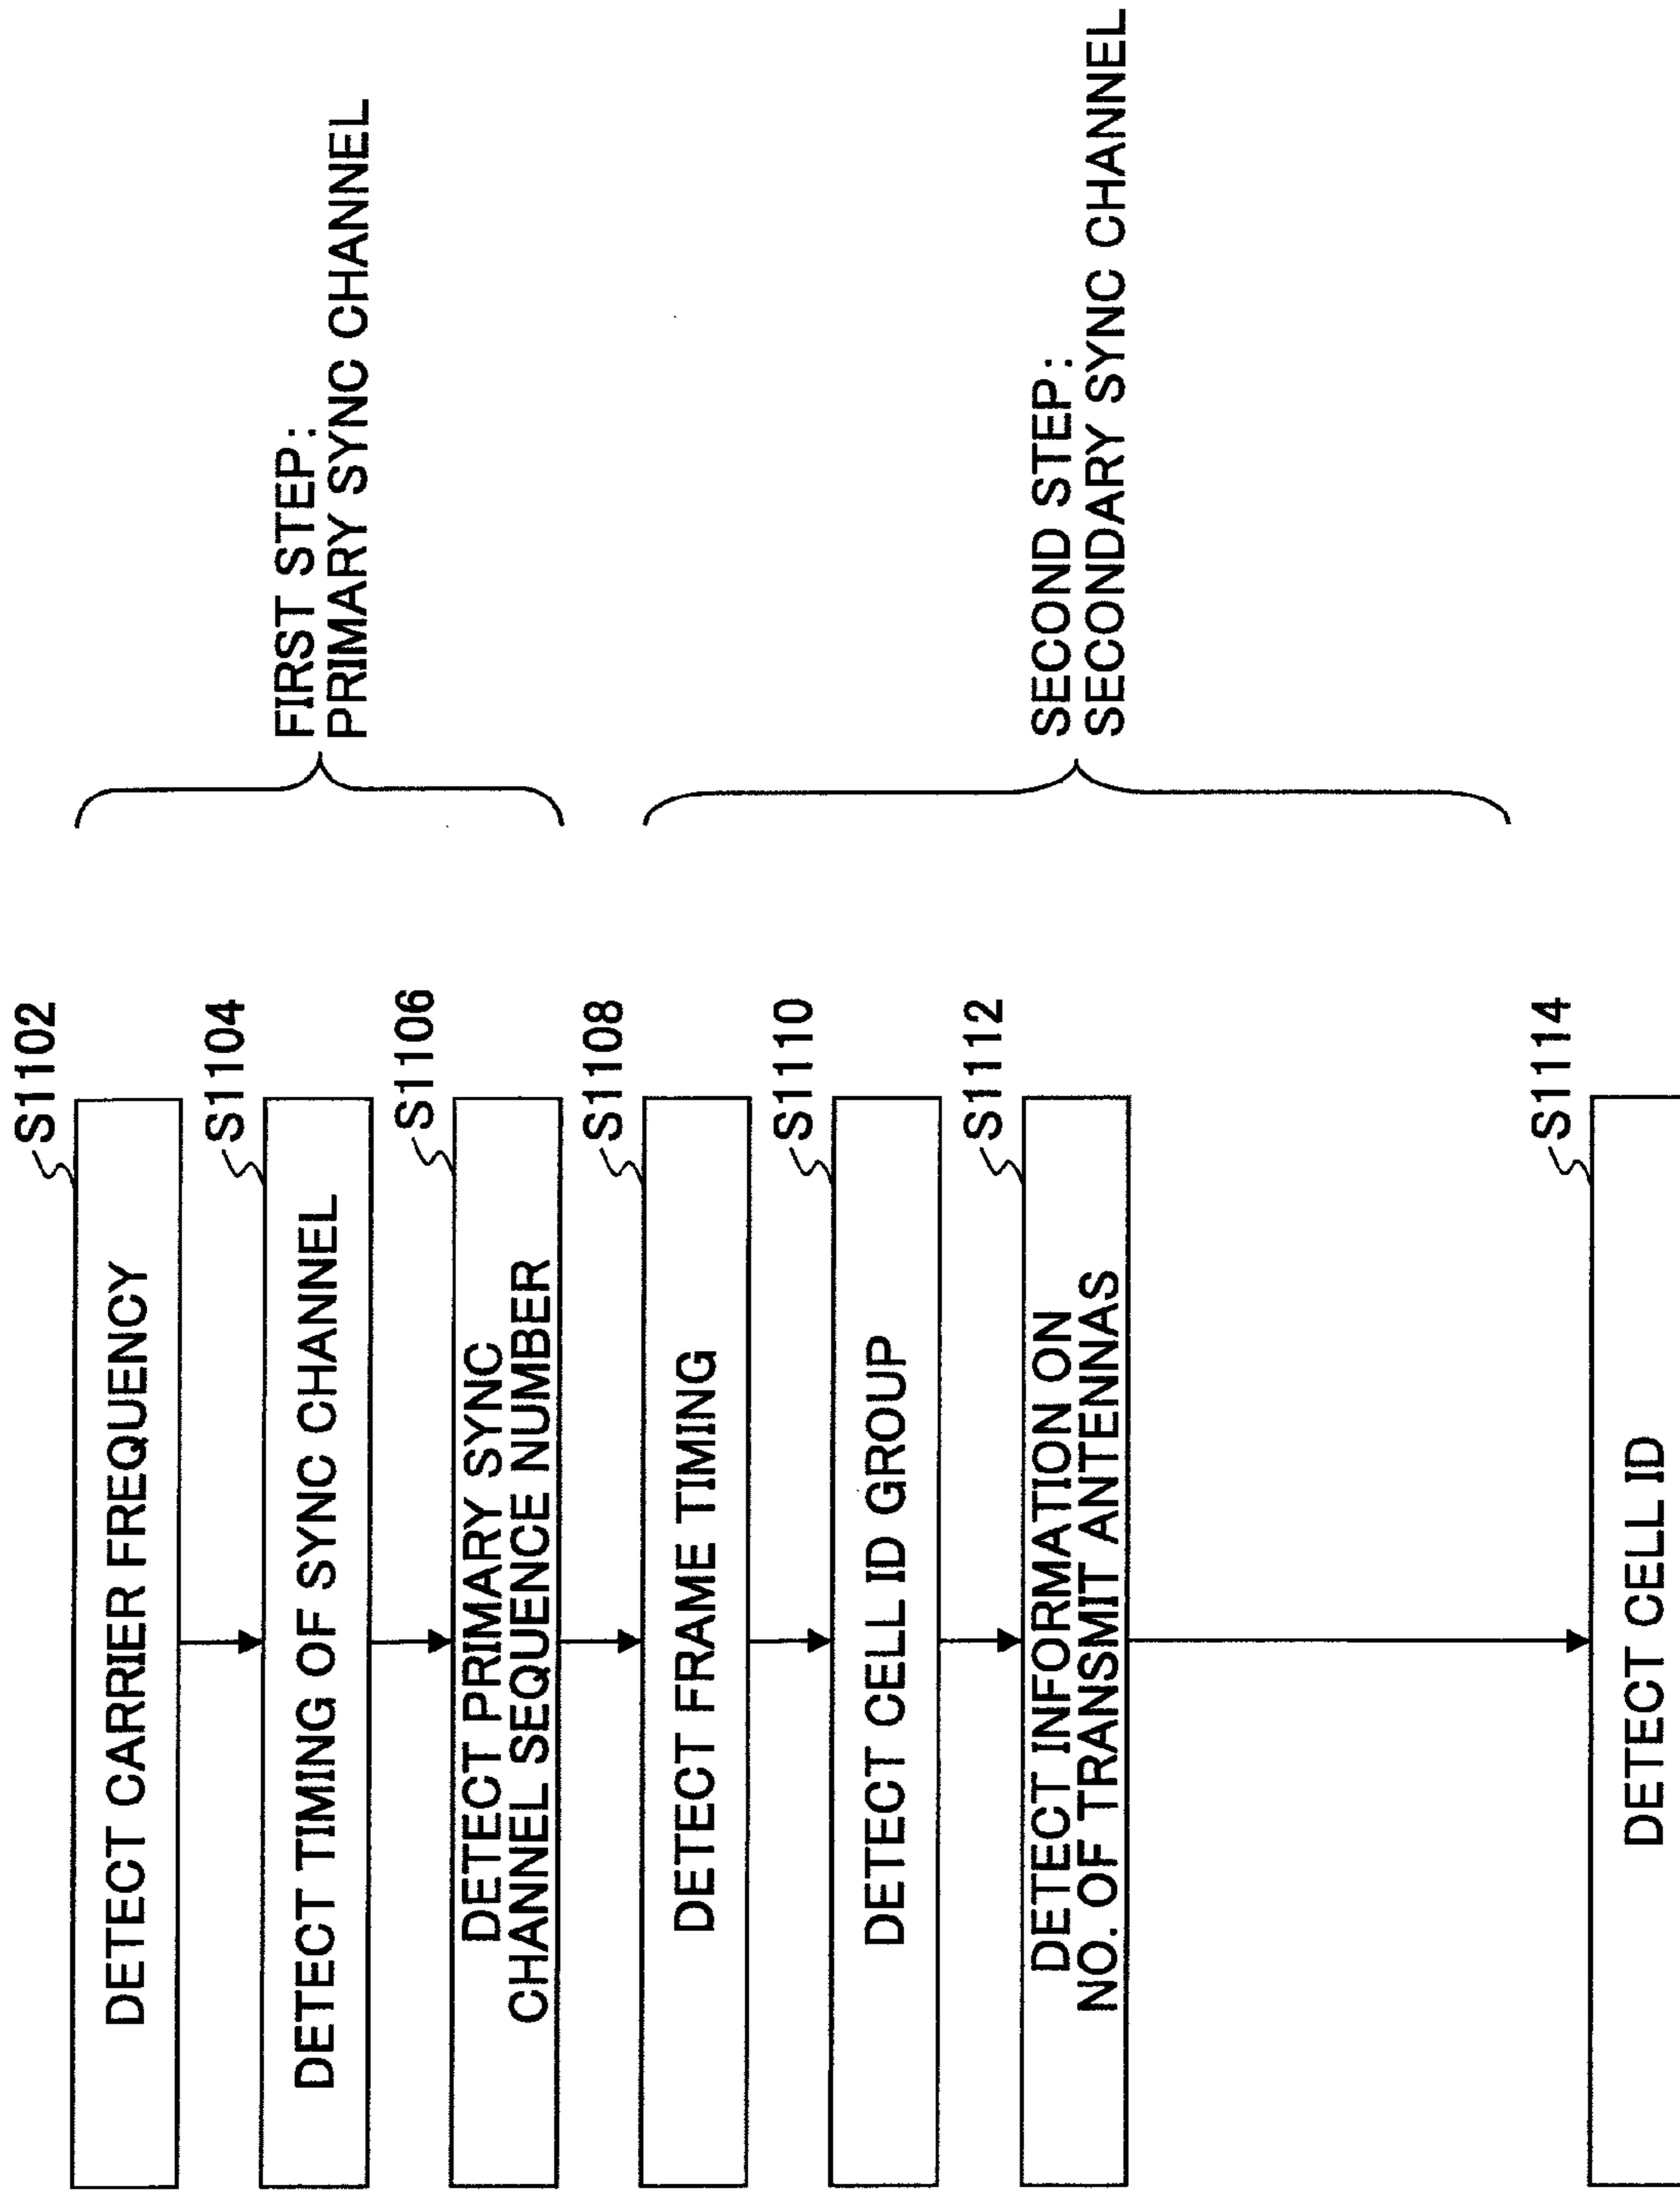 S1102
DETECT CARRIER FREQUENCY
S1104
DETECT TIMING OF SYNC CHANNEL
S1106
DETECT PRIMARY SYNC
CHANNEL SEQUENCE NUMBER
FIRST STEP:
PRIMARY SYNC CHANNEL
S1108
DETECT FRAME TIMING
S1110
DETECT CELL ID GROUP
S1112
DETECT INFORMATION ON
NO. OF TRANSMIT ANTENNAS
SECOND STEP:
SECONDARY SYNC CHANNEL
S1114
DETECT CELL ID